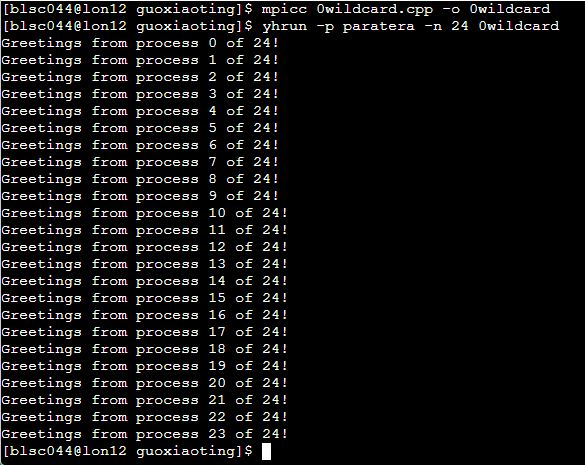 [blsc044@lon12 guoxiaoting]$ mpicc 0wildcard.cpp -o 0wildcard
[blsc044@lon12 guoxiaoting]$ yhrun -p paratera -n 24 0wildcard
Greetings from process 0 of 24!
Greetings from process 1 of 24!
Greetings from process 2 of 24!
Greetings from process 3 of 24!
Greetings from process 4 of 24!
Greetings from process 5 of 24!
Greetings from process 6 of 24!
Greetings from process 7 of 24!
Greetings from process 8 of 24!
Greetings from process 9 of 24!
Greetings from process 10 of 24!
Greetings from process 11 of 24!
Greetings from process 12 of 24!
Greetings from process 13 of 24!
Greetings from process 14 of 24!
Greetings from process 15 of 24!
Greetings from process 16 of 24!
Greetings from process 17 of 24!
Greetings from process 18 of 24!
Greetings from process 19 of 24!
Greetings from process 20 of 24!
Greetings from process 21 of 24!
Greetings from process 22 of 24!
Greetings from process 23 of 24!
[blsc044@lon12 guoxiaoting]$